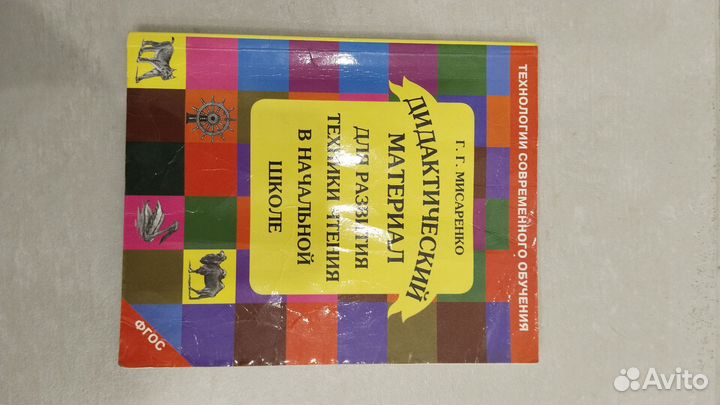 ТЕХНОЛОГИИ СОВРЕМЕННОГО ОБУЧЕНИЯ
Г. Г. МИСАРЕНКО
ДИДАКТИЧЕСКИЙ
МАТЕРИАЛ
ДЛЯ РАЗВИТИЯ
ТЕХНИКИ ЧТЕНИЯ
В НАЧАЛЬНОЙ
ШКОЛЕ
ФГОС
Avito